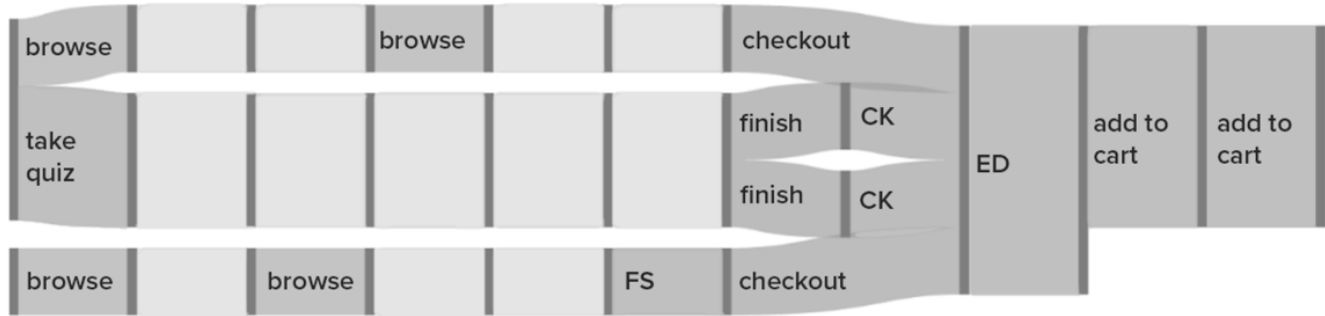 browse
browse
checkout
take
quiz
finish
CK
finish
CK
ED
add to
cart
add to
cart
browse
browse
FS
checkout